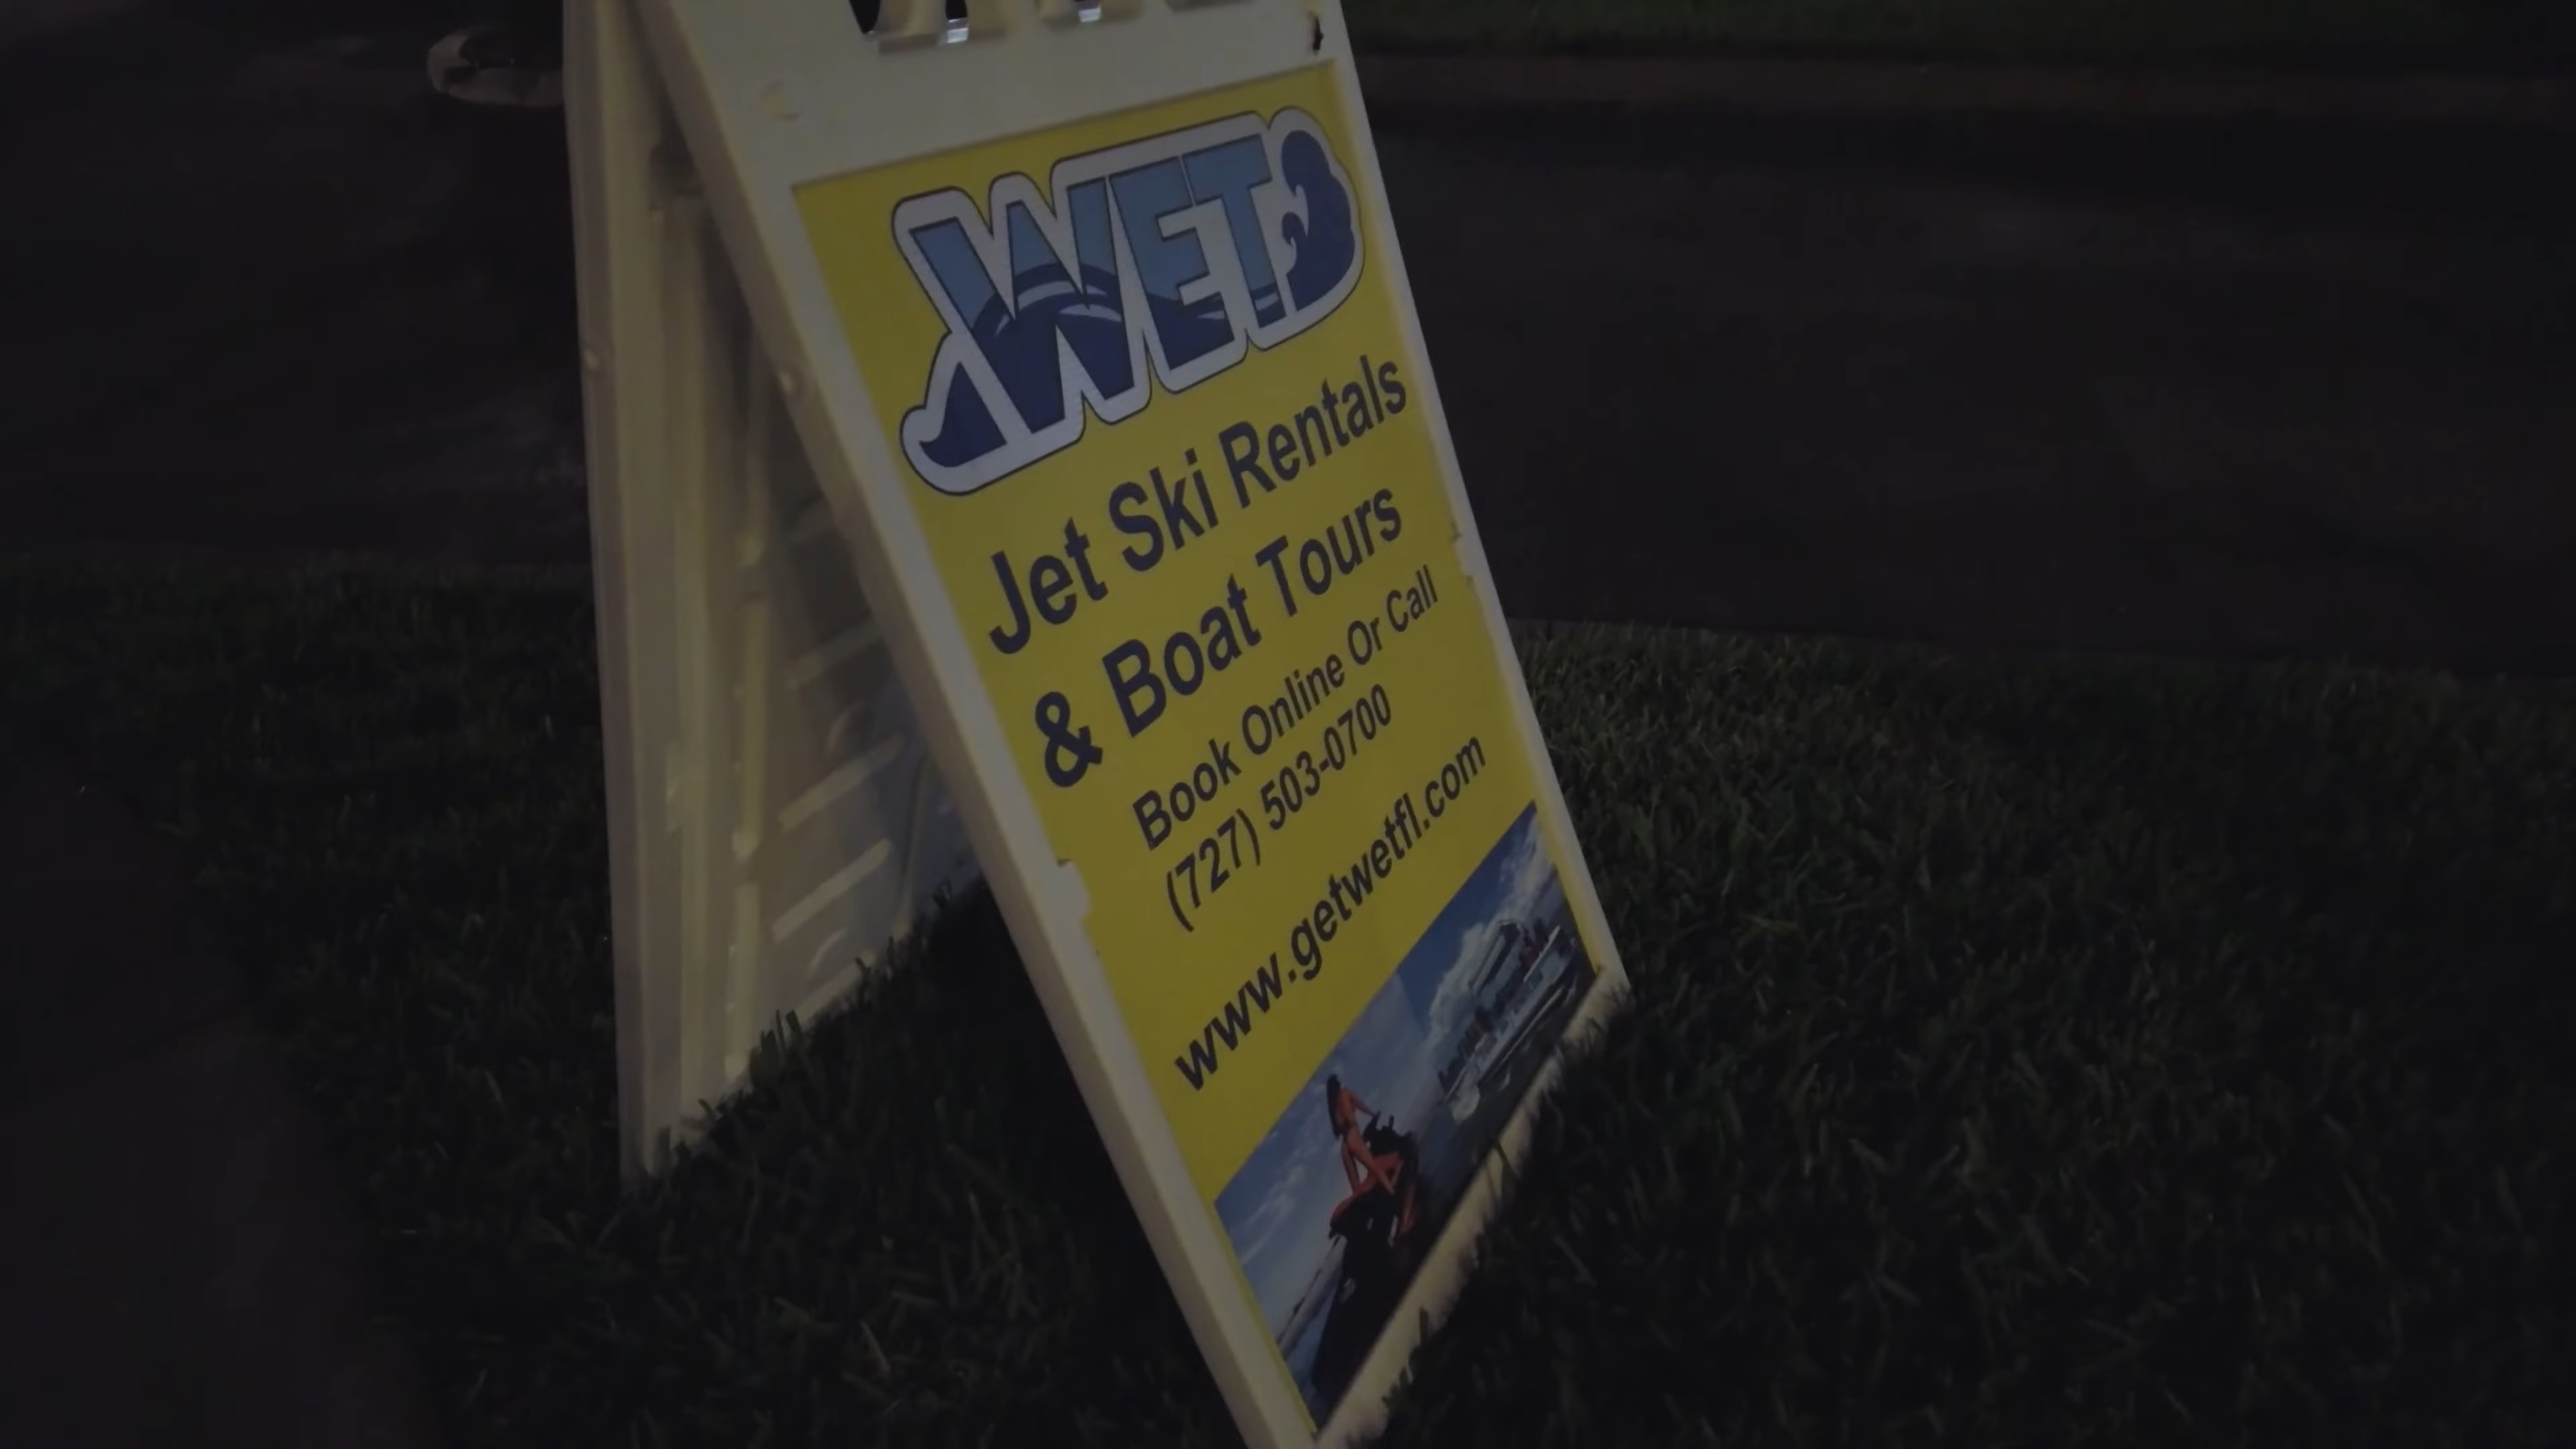 WET
Jet Ski Rentals
& Boat Tours
Book Online Or Call
(727) 503-0700
www.getwetfl.com